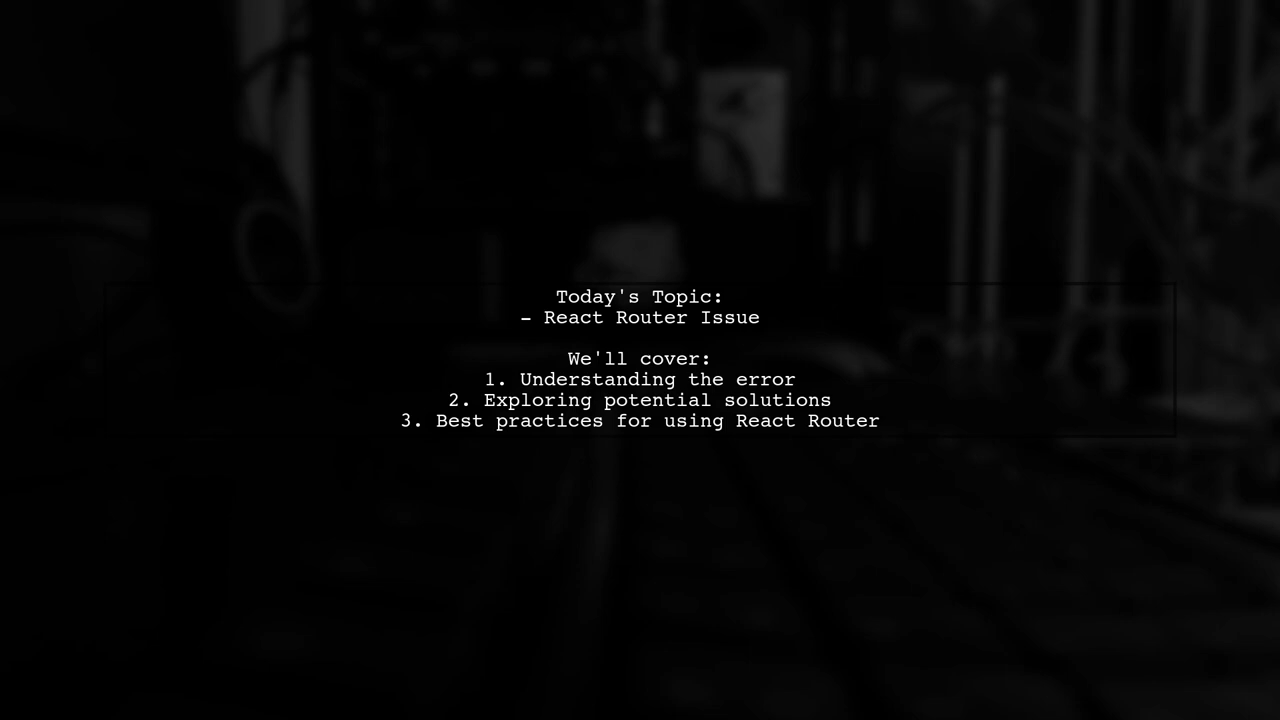 Today's Topic:
- React Router Issue
We'll cover:
1. Understanding the error
2. Exploring potential solutions
3. Best practices for using React Router